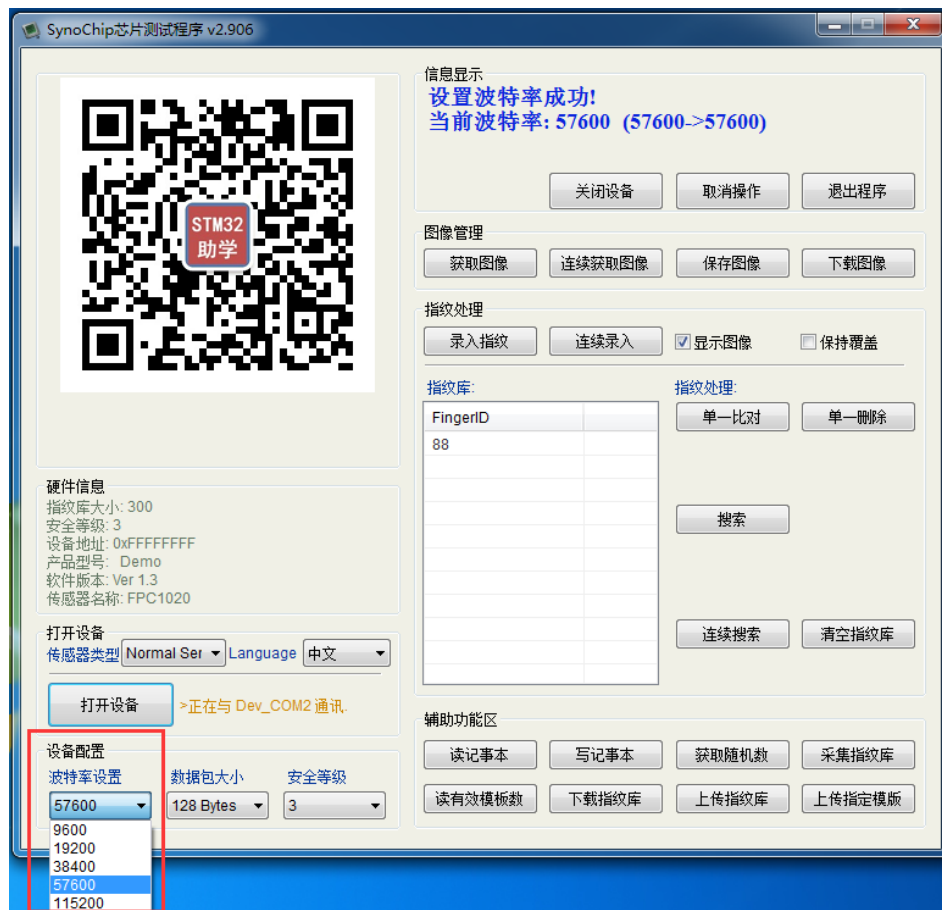 SynoChip芯片测试程序 v2.906
STM32
助学
硬件信息
指纹库大小: 300
安全等级: 3
设备地址: 0xFFFFFFFF
产品型号: Demo
软件版本: Ver 1.3
传感器名称: FPC1020
打开设备
传感器类型 Normal Ser Language 中文
打开设备 >正在与 Dev_COM2 通讯.
设备配置
波特率设置 数据包大小 安全等级
57600 128 Bytes 3
9600
19200
38400
57600
115200
信息显示
设置波特率成功!
当前波特率: 57600 (57600->57600)
关闭设备 取消操作 退出程序
图像管理
获取图像 连续获取图像 保存图像 下载图像
指纹处理
录入指纹 连续录入 显示图像 保持覆盖
指纹库: 指纹处理:
FingerID 单一比对 单一删除
88
搜索
连续搜索 清空指纹库
辅助功能区
读记事本 写记事本 获取随机数 采集指纹库
读有效模板数 下载指纹库 上传指纹库 上传指定模版